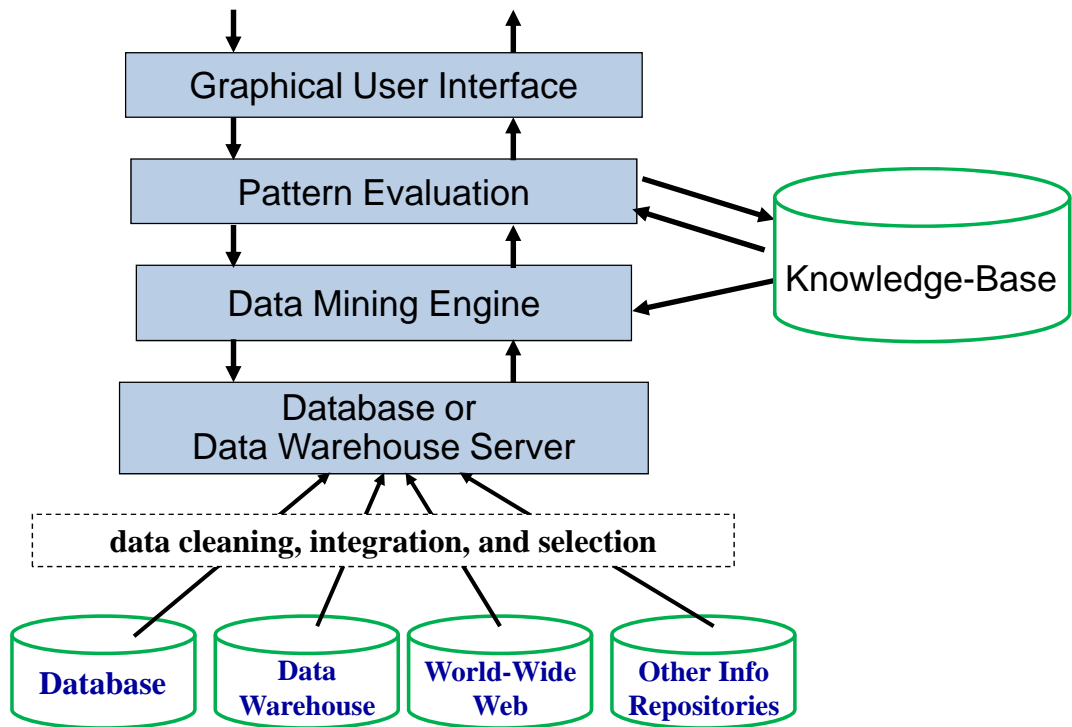 Graphical User Interface
Pattern Evaluation
Knowledge-Base
Data Mining Engine
Database or
Data Warehouse Server
data cleaning, integration, and selection
Database
Data
Warehouse
World-Wide
Web
Other Info
Repositories